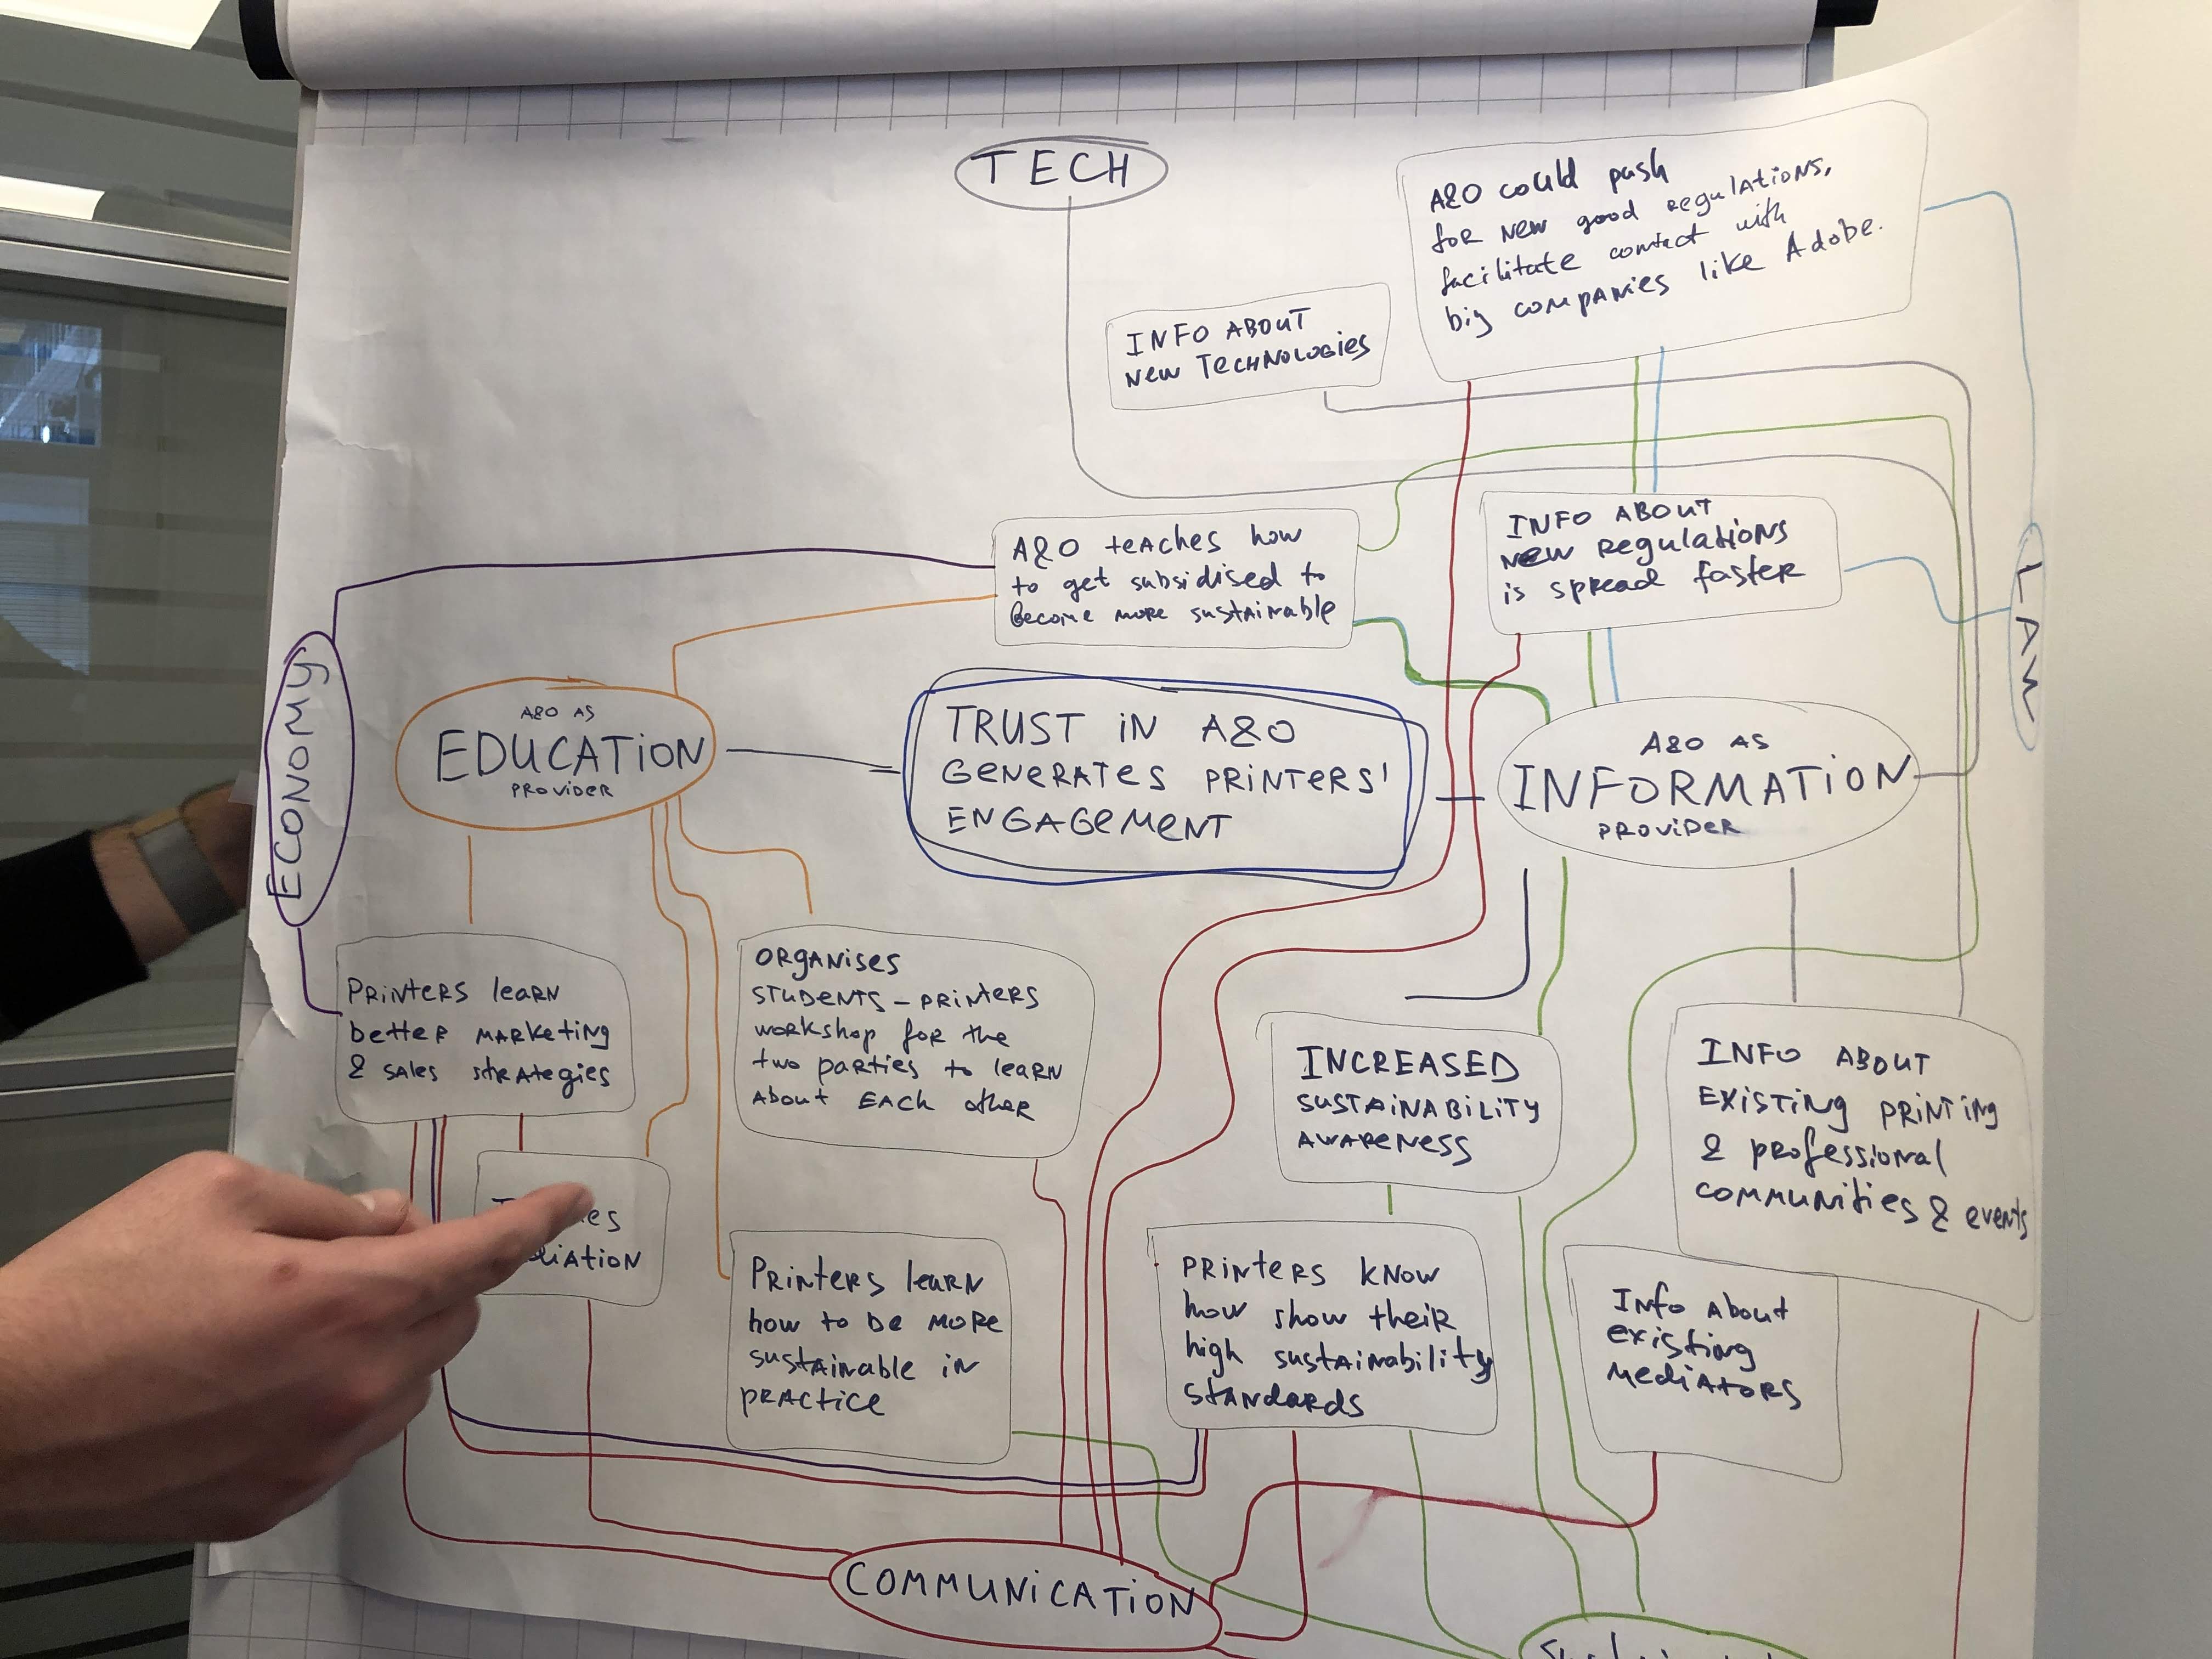 TECH
A&O could push
for new good regulations,
facilitate contact with
big companies like Adobe.
INFO ABOUT
new Technologies
A&O teaches how
to get subsidised to
become more sustainable
INFO ABOUT
new regulations
is spread faster
LAW
ECONOMY
A&O AS
EDUCATION
PROVIDER
TRUST IN A&O
GENERATES PRINTERS'
ENGAGEMENT
A&O AS
INFORMATION
PROVIDER
Printers learn
better marketing
& sales strategies
Organises
students - printers
workshop for the
two parties to learn
about each other
INCREASED
SUSTAINABILITY
AWARENESS
INFO ABOUT
EXISTING PRINTING
& professional
communities & events
Printers learn
how to be more
sustainable in
practice
Printers know
how show their
high sustainability
standards
Info about
existing
mediators
COMMUNICATION